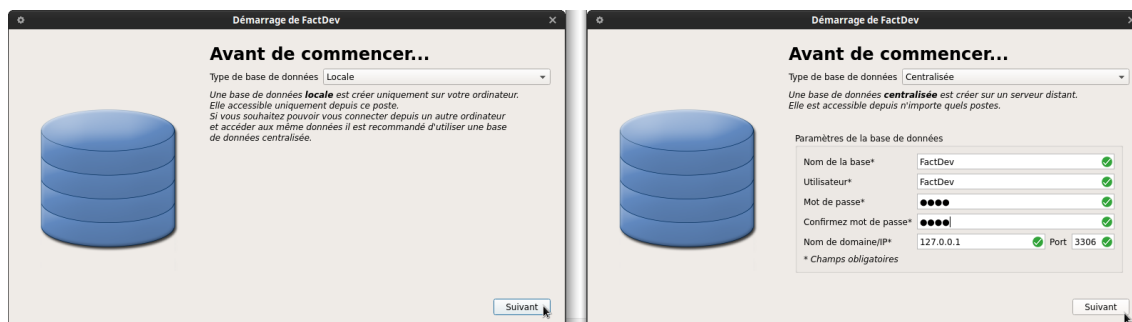 Démarrage de FactDev
Avant de commencer...
Type de base de données Locale
Une base de données locale est créer uniquement sur votre ordinateur.
Elle accessible uniquement depuis ce poste.
Si vous souhaitez pouvoir vous connecter depuis un autre ordinateur
et accéder aux même données il est recommandé d'utiliser une base
de données centralisée.
Suivant
Démarrage de FactDev
Avant de commencer...
Type de base de données Centralisée
Une base de données centralisée est créer sur un serveur distant.
Elle est accessible depuis n'importe quels postes.
Paramètres de la base de données
Nom de la base* FactDev
Utilisateur* FactDev
Mot de passe* ●●●●
Confirmez mot de passe* ●●●●
Nom de domaine/IP* 127.0.0.1 Port 3306
* Champs obligatoires
Suivant